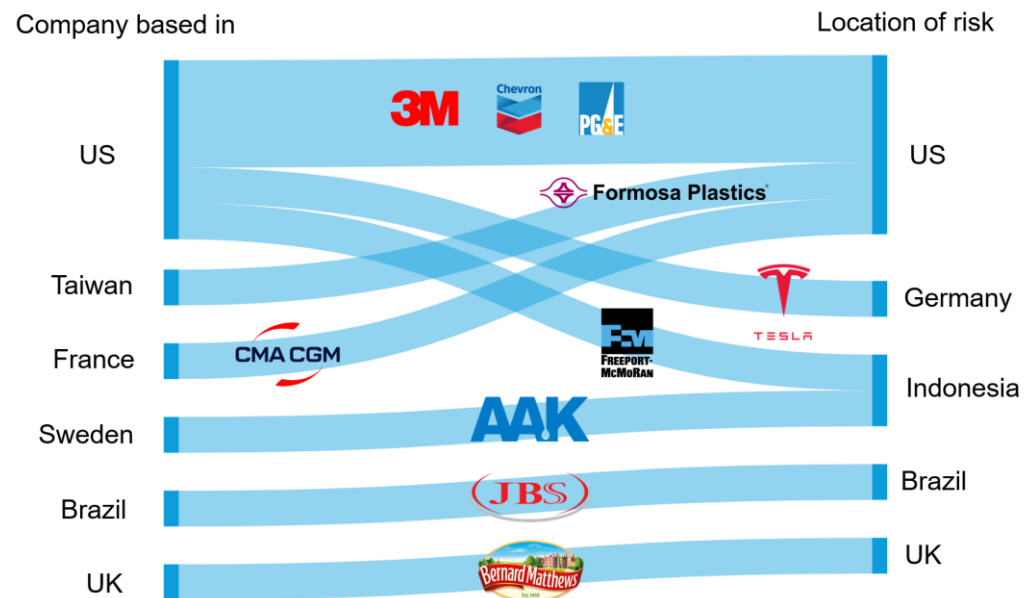 Company based in
Location of risk
Chevron
3M
PG&E
US
US
Formosa Plastics
Taiwan
TESLA
Germany
France
CMA CGM
FREEPORT-
McMoRAN
Indonesia
Sweden
AAK
Brazil
JBS
Brazil
UK
Bernard Matthews
UK